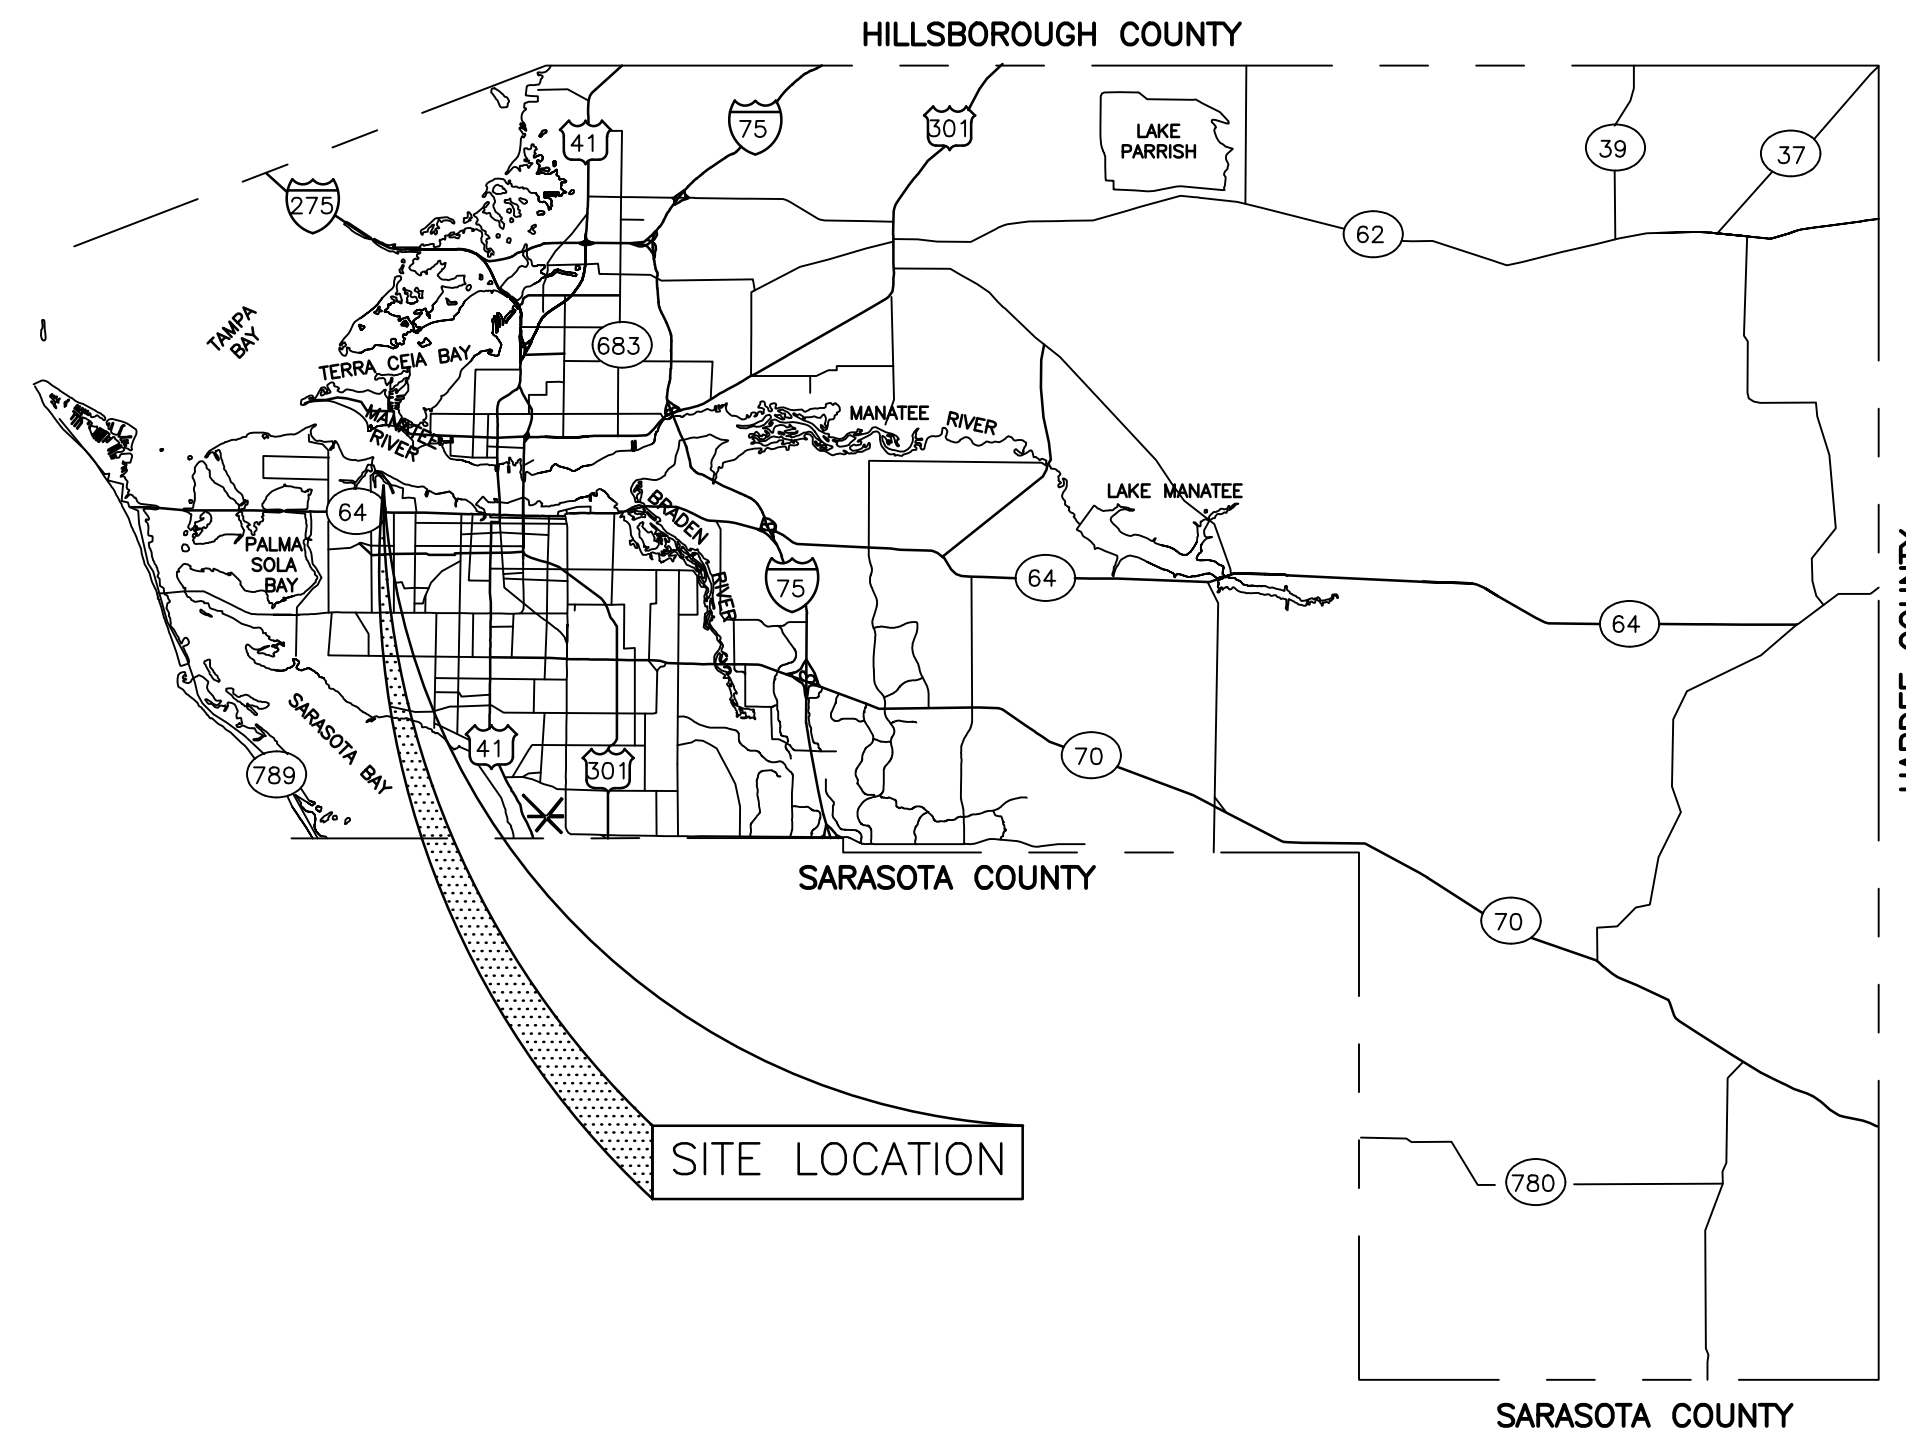 HILLSBOROUGH COUNTY
41
75
301
LAKE
PARRISH
39
37
275
62
TAMPA
BAY
683
TERRA CEIA BAY
MANATEE
RIVER
MANATEE RIVER
64
BRADEN
RIVER
LAKE MANATEE
PALMA
SOLA
BAY
75
64
64
SARASOTA BAY
41
301
789
70
SARASOTA COUNTY
70
SITE LOCATION
780
SARASOTA COUNTY